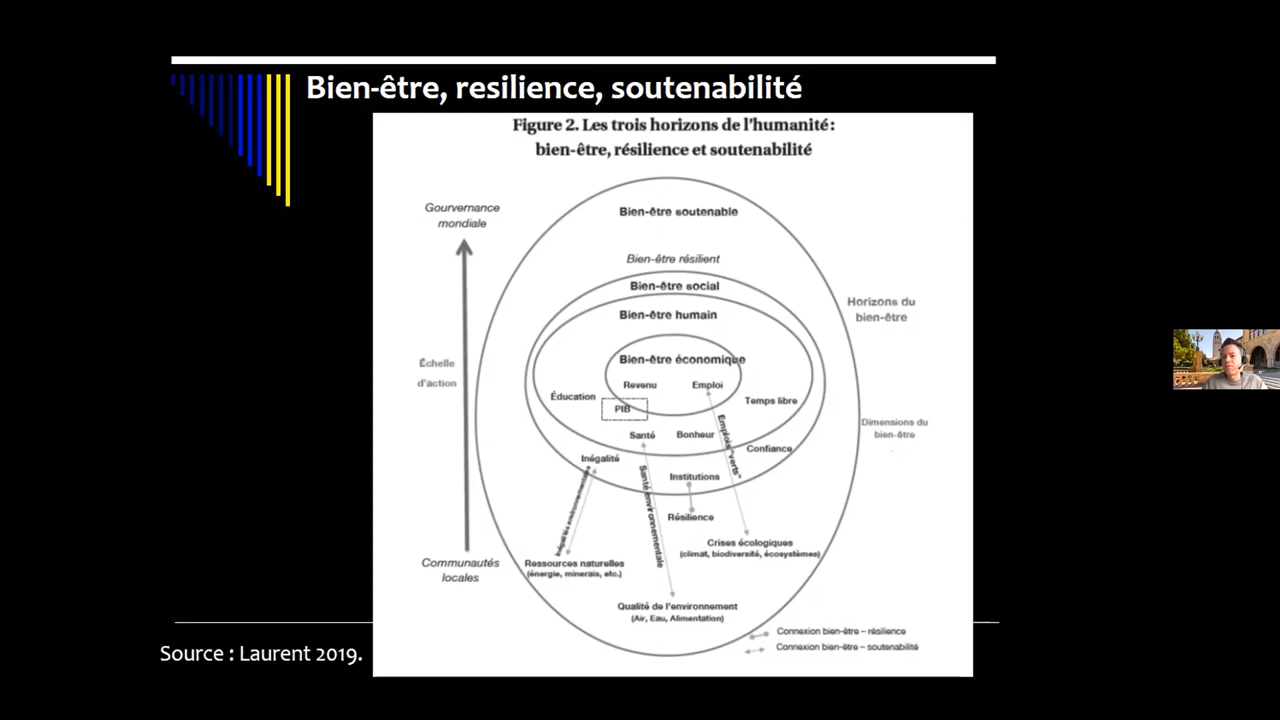 Bien-être, resilience, soutenabilité
Figure 2. Les trois horizons de l'humanité :
bien-être, résilience et soutenabilité
Gourvernance
mondiale
Bien-être soutenable
Bien-être résilient
Bien-être social
Horizons du
bien-être
Bien-être humain
Bien-être économique
Échelle
d'action
Revenu
Emploi
Éducation
PIB
Temps libre
Dimensions du
bien-être
Santé
Bonheur
Emplois "verts"
Confiance
Inégalité
Institutions
Inégalités environnementales
Santé environnementale
Résilience
Crises écologiques
(climat, biodiversité, écosystèmes)
Communautés
locales
Ressources naturelles
(énergie, minerais, etc.)
Qualité de l'environnement
(Air, Eau, Alimentation)
Connexion bien-être – résilience
Connexion bien-être – soutenabilité
Source : Laurent 2019.